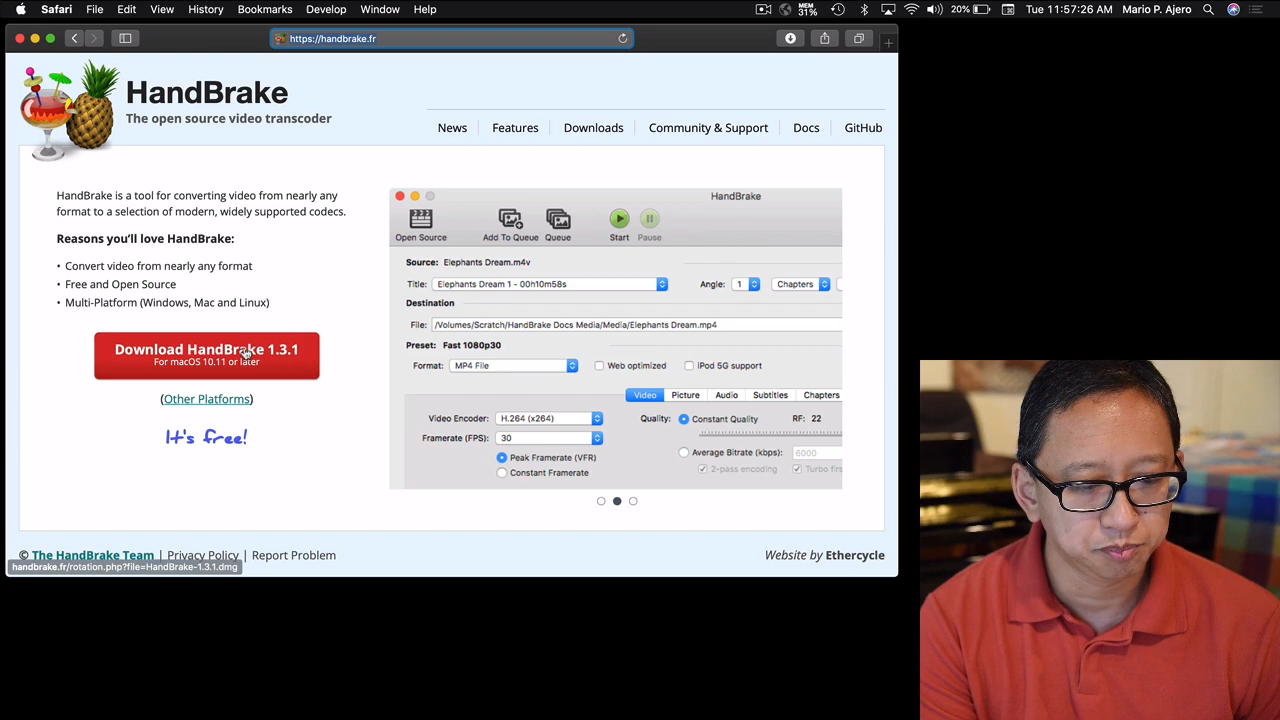 Safari File Edit View History Bookmarks Develop Window Help MEM 31% 20% Tue 11:57:26 AM Mario P. Ajero
https://handbrake.fr
HandBrake
The open source video transcoder
News Features Downloads Community & Support Docs GitHub
HandBrake is a tool for converting video from nearly any
format to a selection of modern, widely supported codecs.
Reasons you'll love HandBrake:
• Convert video from nearly any format
• Free and Open Source
• Multi-Platform (Windows, Mac and Linux)
Download HandBrake 1.3.1
For macOS 10.11 or later
(Other Platforms)
It's free!
HandBrake
Open Source Add To Queue Queue Start Pause
Source: Elephants Dream.m4v
Title: Elephants Dream 1 - 00h10m58s Angle: 1 Chapters
Destination
File: /Volumes/Scratch/HandBrake Docs Media/Media/Elephants Dream.mp4
Preset: Fast 1080p30
Format: MP4 File Web optimized iPod 5G support
Video Picture Audio Subtitles Chapters
Video Encoder: H.264 (x264) Quality: Constant Quality RF: 22
Framerate (FPS): 30
Peak Framerate (VFR) Average Bitrate (kbps): 6000
Constant Framerate 2-pass encoding Turbo firs
© The HandBrake Team | Privacy Policy | Report Problem Website by Ethercycle
handbrake.fr/rotation.php?file=HandBrake-1.3.1.dmg